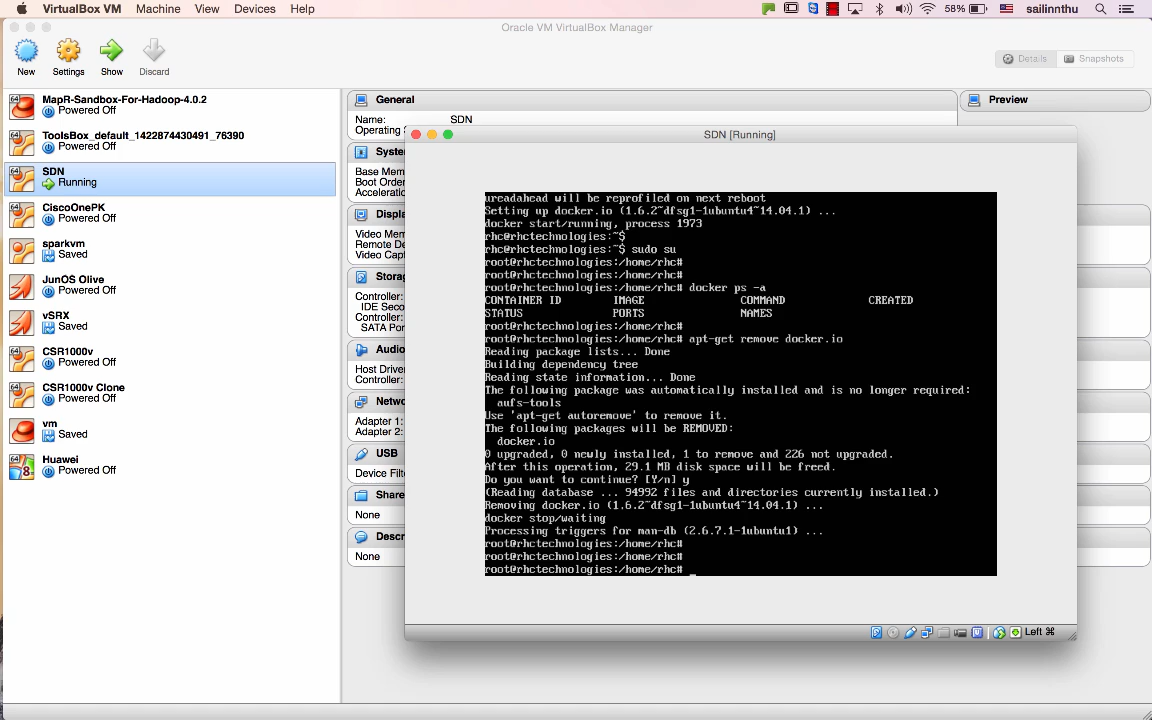 VirtualBox VM Machine View Devices Help
58% sailinnthu
Oracle VM VirtualBox Manager
New Settings Show Discard
Details Snapshots
MapR-Sandbox-For-Hadoop-4.0.2
Powered Off
ToolsBox_default_1422874430491_76390
Powered Off
SDN
Running
CiscoOnePK
Powered Off
sparkvm
Saved
JunOS Olive
Powered Off
vSRX
Saved
CSR1000v
Powered Off
CSR1000v Clone
Powered Off
vm
Saved
Huawei
Powered Off
General
Name: SDN
Operating S
Syste
Base Mem
Boot Order
Acceleratio
Displa
Video Mem
Remote De
Video Capt
Storag
Controller:
IDE Seco
Controller:
SATA Por
Audio
Host Driver
Controller:
Netwo
Adapter 1:
Adapter 2:
USB
Device Filte
Share
None
Descr
None
Preview
SDN [Running]
ureadahead will be reprofiled on next reboot
Setting up docker.io (1.6.2~dfsg1-1ubuntu4~14.04.1) ...
docker start/running, process 1973
rhc@rhctechnologies:~$
rhc@rhctechnologies:~$ sudo su
root@rhctechnologies:/home/rhc#
root@rhctechnologies:/home/rhc#
root@rhctechnologies:/home/rhc# docker ps -a
CONTAINER ID IMAGE COMMAND CREATED
STATUS PORTS NAMES
root@rhctechnologies:/home/rhc#
root@rhctechnologies:/home/rhc# apt-get remove docker.io
Reading package lists... Done
Building dependency tree
Reading state information... Done
The following package was automatically installed and is no longer required:
aufs-tools
Use 'apt-get autoremove' to remove it.
The following packages will be REMOVED:
docker.io
0 upgraded, 0 newly installed, 1 to remove and 226 not upgraded.
After this operation, 29.1 MB disk space will be freed.
Do you want to continue? [Y/n] y
(Reading database ... 94992 files and directories currently installed.)
Removing docker.io (1.6.2~dfsg1-1ubuntu4~14.04.1) ...
docker stop/waiting
Processing triggers for man-db (2.6.7.1-1ubuntu1) ...
root@rhctechnologies:/home/rhc#
root@rhctechnologies:/home/rhc#
root@rhctechnologies:/home/rhc# _
Left ⌘